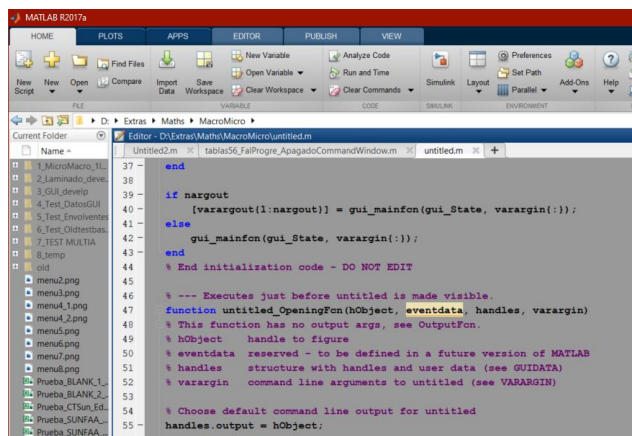 MATLAB R2017a
HOME PLOTS APPS EDITOR PUBLISH VIEW
New Script
New
Open
Find Files
Compare
Import Data
Save Workspace
New Variable
Open Variable
Clear Workspace
Analyze Code
Run and Time
Clear Commands
Simulink
Layout
Preferences
Set Path
Parallel
Add-Ons
Help
FILE VARIABLE CODE SIMULINK ENVIRONMENT
D: Extras Maths MacroMicro
Current Folder
Editor - D:\Extras\Maths\MacroMicro\untitled.m
Name
Untitled2.m tablas56_FalProgre_ApagadoCommandWindow.m untitled.m
1_MicroMacro_1l...
2_Laminado_deve...
3_GUI_develp
4_Test_DatosGUI
5_Test_Envolventes
6_Test_Oldtestbas...
7_TEST MULTIA
8_temp
old
menu2.png
menu3.png
menu4_1.png
menu4_2.png
menu5.png
menu6.png
menu7.png
menu8.png
Prueba_BLANK_1_...
Prueba_BLANK_2_...
Prueba_CTSun_Ed...
Prueba_SUNFAA_...
Prueba_SUNFAA_...
37 end
38
39 if nargout
40 [varargout{1:nargout}] = gui_mainfcn(gui_State, varargin{:});
41 else
42 gui_mainfcn(gui_State, varargin{:});
43 end
44 % End initialization code - DO NOT EDIT
45
46 % --- Executes just before untitled is made visible.
47 function untitled_OpeningFcn(hObject, eventdata, handles, varargin)
48 % This function has no output args, see OutputFcn.
49 % hObject handle to figure
50 % eventdata reserved - to be defined in a future version of MATLAB
51 % handles structure with handles and user data (see GUIDATA)
52 % varargin command line arguments to untitled (see VARARGIN)
53
54 % Choose default command line output for untitled
55 handles.output = hObject;